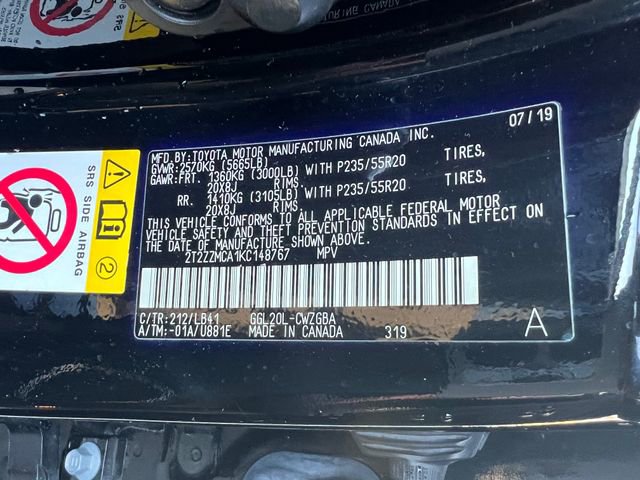 TURING CANADA
07/19
MFD.BY:TOYOTA MOTOR MANUFACTURING CANADA INC.
GVWR:2570KG (5665LB)
GAWR:FRT. 1360KG (3000LB) WITH P235/55R20 TIRES,
20X8J RIMS.
RR. 1410KG (3105LB) WITH P235/55R20 TIRES,
20X8J RIMS
THIS VEHICLE CONFORMS TO ALL APPLICABLE FEDERAL MOTOR
VEHICLE SAFETY AND THEFT PREVENTION STANDARDS IN EFFECT ON
THE DATE OF MANUFACTURE SHOWN ABOVE.
2T2ZZMCA1KC148767 MPV
C/TR:212/LB41 GGL20L-CWZGBA
A/TM:-01A/U881E MADE IN CANADA 319 A
SRS SIDE AIRBAG
2